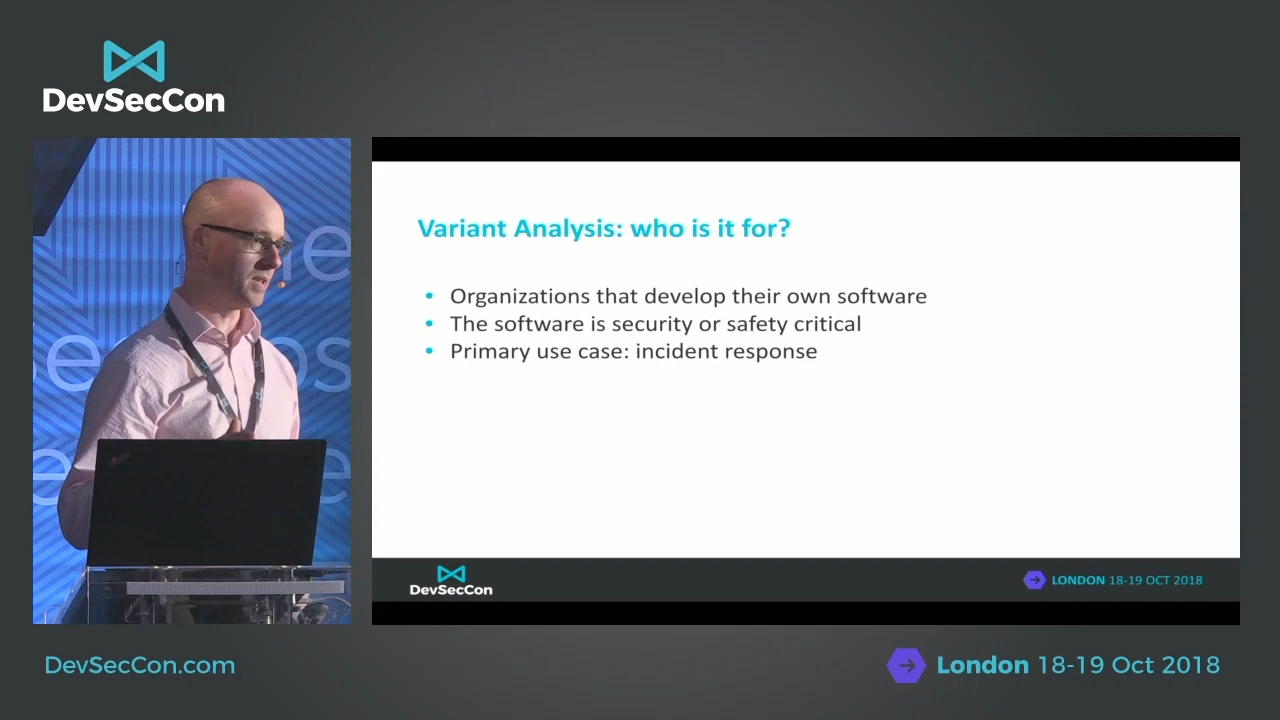 DevSecCon
Variant Analysis: who is it for?
• Organizations that develop their own software
• The software is security or safety critical
• Primary use case: incident response
DevSecCon
LONDON 18-19 OCT 2018
DevSecCon.com
London 18-19 Oct 2018